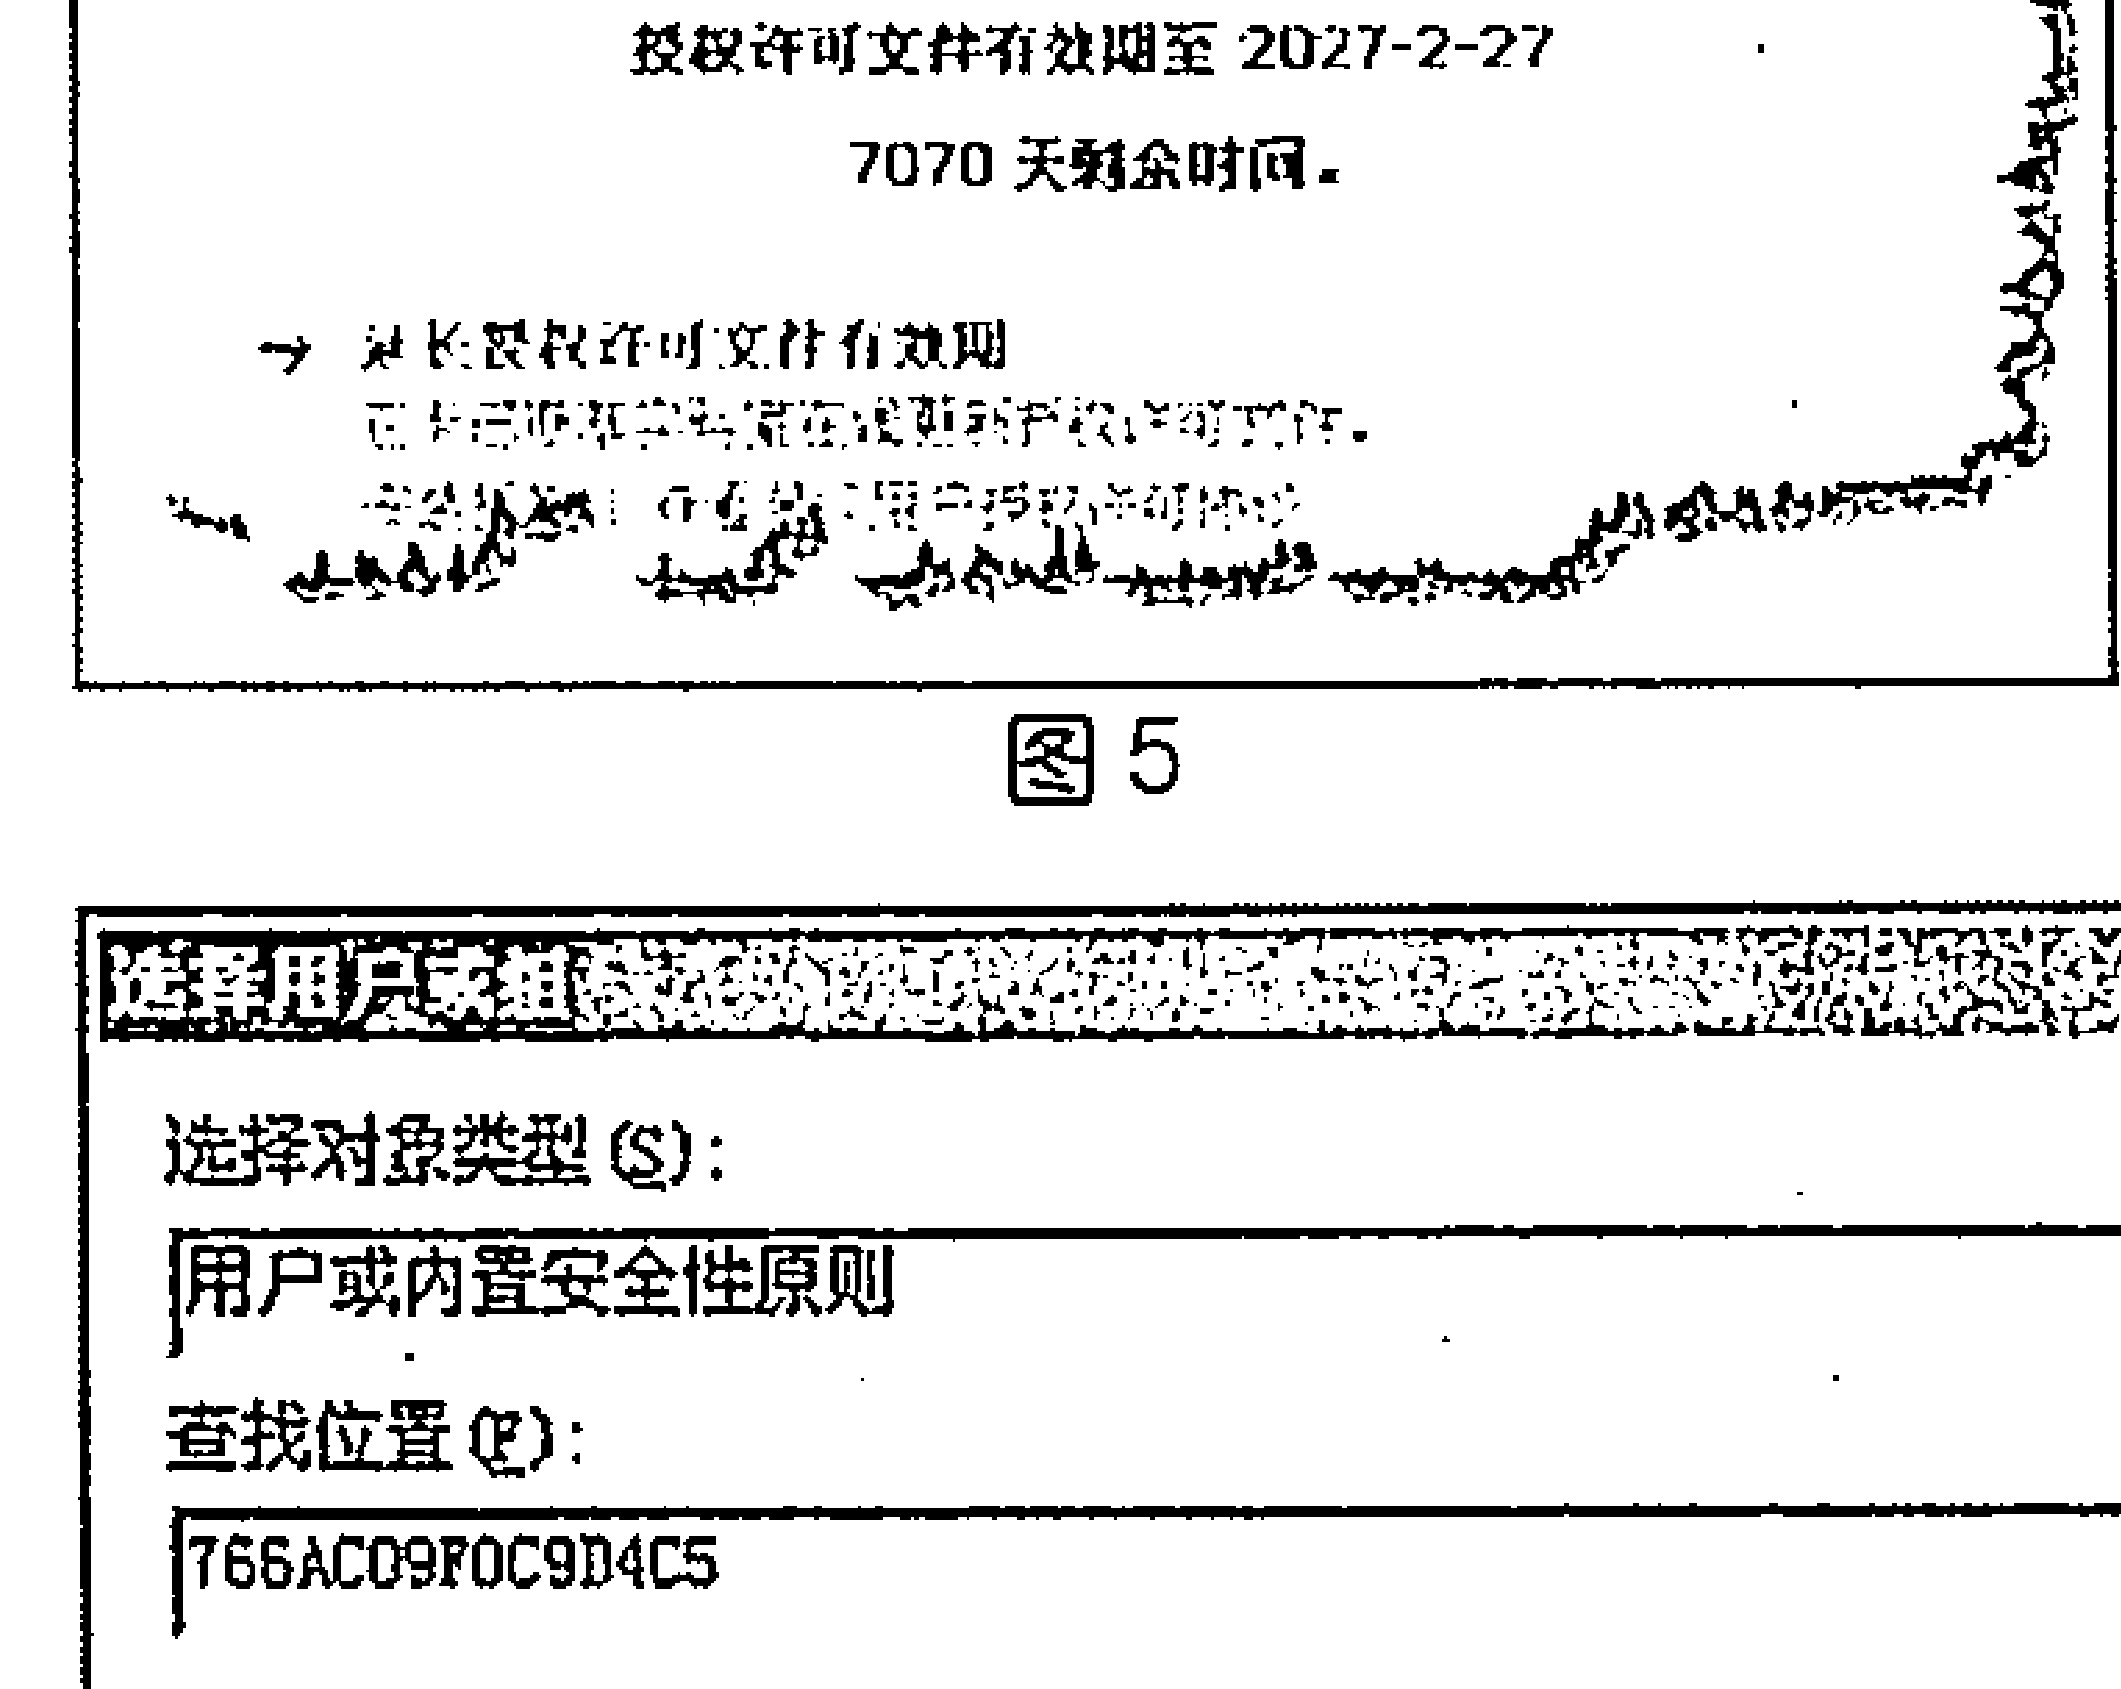 授权许可文件有效期至 2027-2-27
7070 天剩余时间.
→ 延长授权许可文件有效期
图 5
选择用户或组
选择对象类型(S):
用户或内置安全性原则
查找位置(F):
766AC09F0C9D4C5